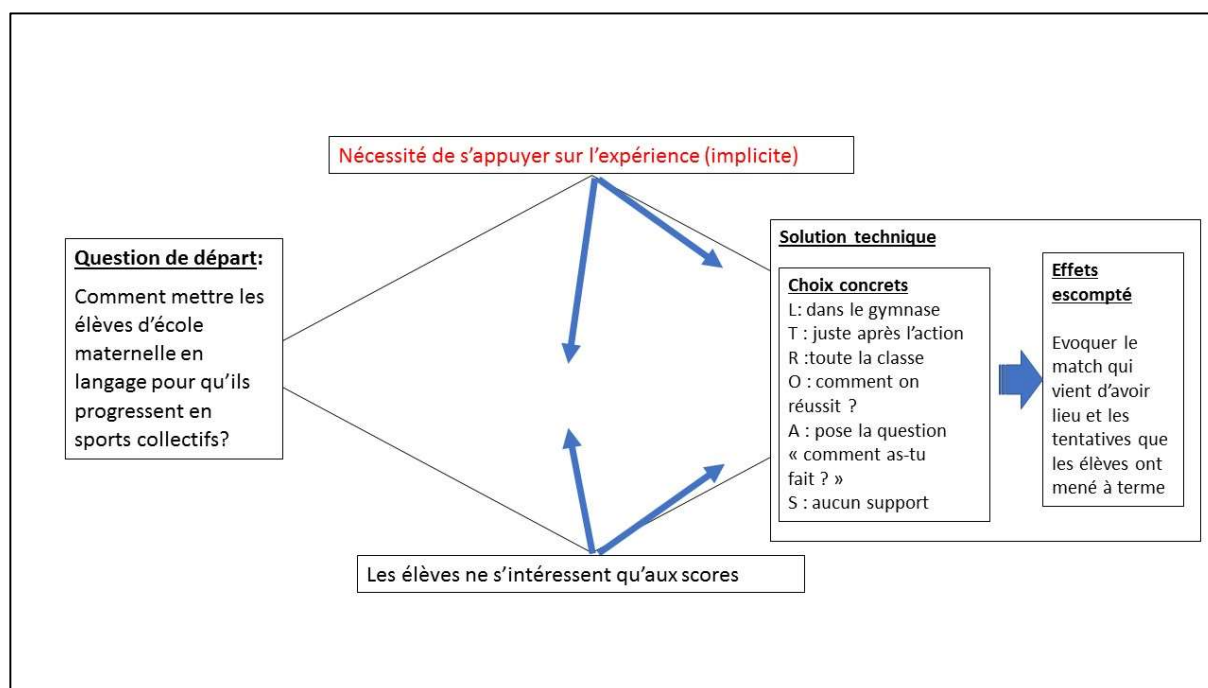 Nécessité de s’appuyer sur l’expérience (implicite)
Question de départ:
Comment mettre les
élèves d’école
maternelle en
langage pour qu’ils
progressent en
sports collectifs?
Solution technique
Choix concrets
L: dans le gymnase
T : juste après l’action
R :toute la classe
O : comment on
réussit ?
A : pose la question
« comment as-tu
fait ? »
S : aucun support
Effets
escompté
Evoquer le
match qui
vient d’avoir
lieu et les
tentatives que
les élèves ont
mené à terme
Les élèves ne s’intéressent qu’aux scores